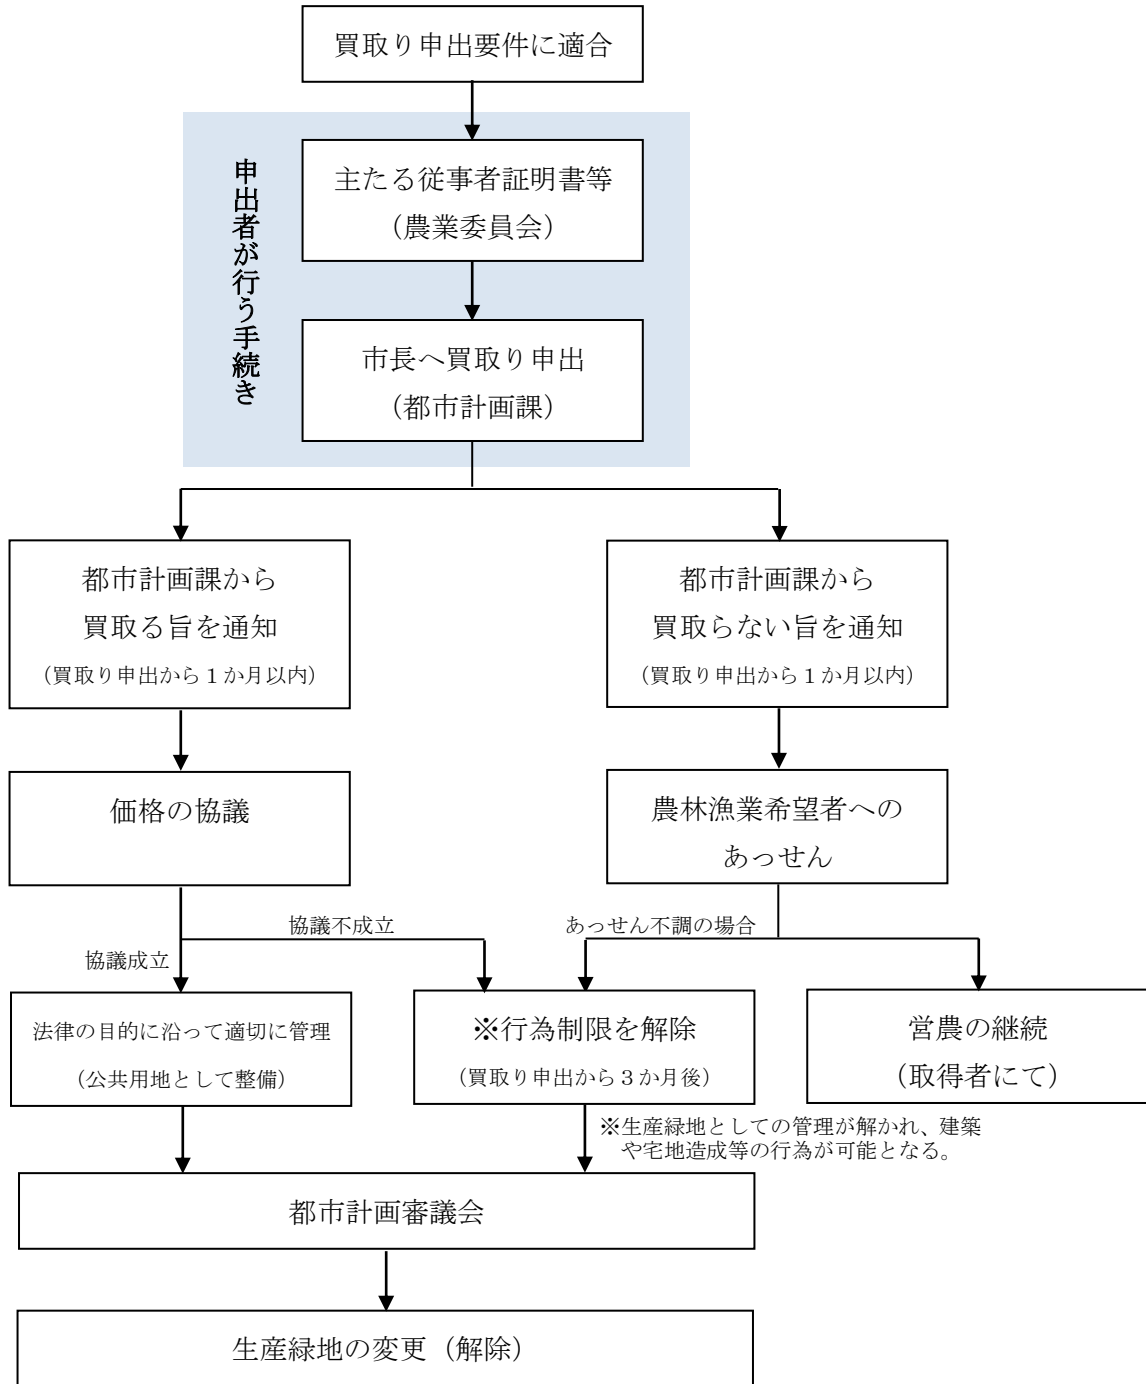 買取り申出要件に適合
申出者が行う手続き
主たる従事者証明書等
（農業委員会）
市長へ買取り申出
（都市計画課）
都市計画課から
買取る旨を通知
（買取り申出から１か月以内）
都市計画課から
買取らない旨を通知
（買取り申出から１か月以内）
価格の協議
農林漁業希望者への
あっせん
協議不成立
あっせん不調の場合
協議成立
法律の目的に沿って適切に管理
（公共用地として整備）
※行為制限を解除
（買取り申出から３か月後）
営農の継続
（取得者にて）
※生産緑地としての管理が解かれ、建築
や宅地造成等の行為が可能となる。
都市計画審議会
生産緑地の変更（解除）